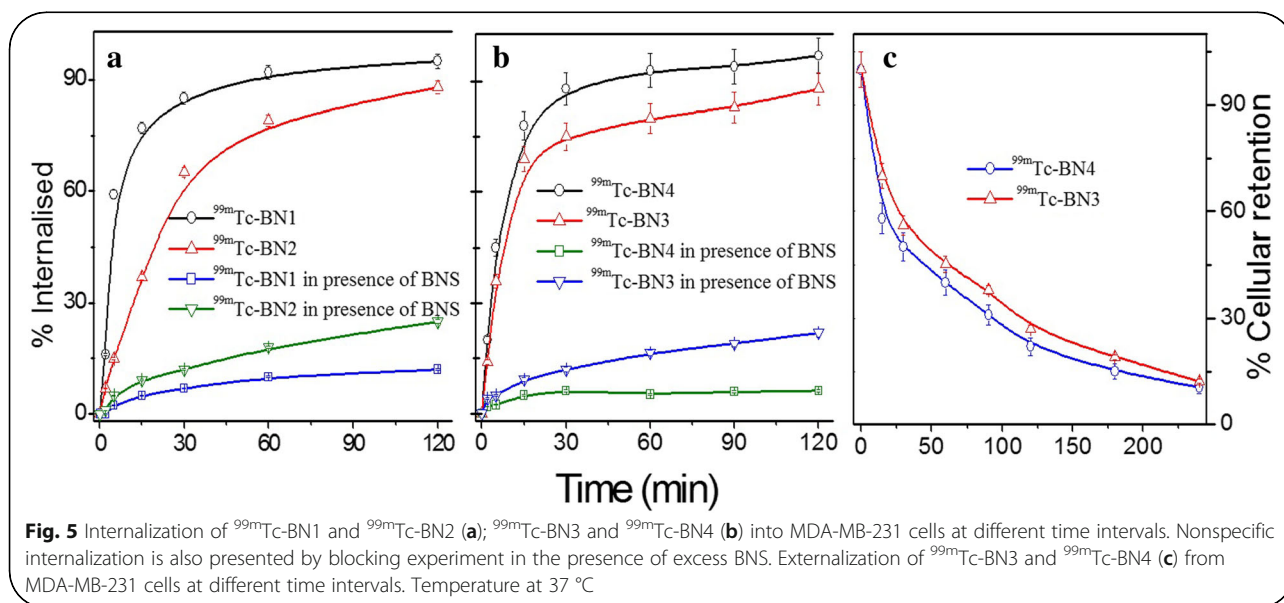 a
b
c
% Internalised
90
60
30
0
⁹⁹ᵐTc-BN1
⁹⁹ᵐTc-BN2
⁹⁹ᵐTc-BN1 in presence of BNS
⁹⁹ᵐTc-BN2 in presence of BNS
0 30 60 90 120
⁹⁹ᵐTc-BN4
⁹⁹ᵐTc-BN3
⁹⁹ᵐTc-BN4 in presence of BNS
⁹⁹ᵐTc-BN3 in presence of BNS
0 30 60 90 120
⁹⁹ᵐTc-BN4
⁹⁹ᵐTc-BN3
0 50 100 150 200
90
60
30
0
% Cellular retention
Time (min)
Fig. 5 Internalization of ⁹⁹ᵐTc-BN1 and ⁹⁹ᵐTc-BN2 (a); ⁹⁹ᵐTc-BN3 and ⁹⁹ᵐTc-BN4 (b) into MDA-MB-231 cells at different time intervals. Nonspecific
internalization is also presented by blocking experiment in the presence of excess BNS. Externalization of ⁹⁹ᵐTc-BN3 and ⁹⁹ᵐTc-BN4 (c) from
MDA-MB-231 cells at different time intervals. Temperature at 37 °C